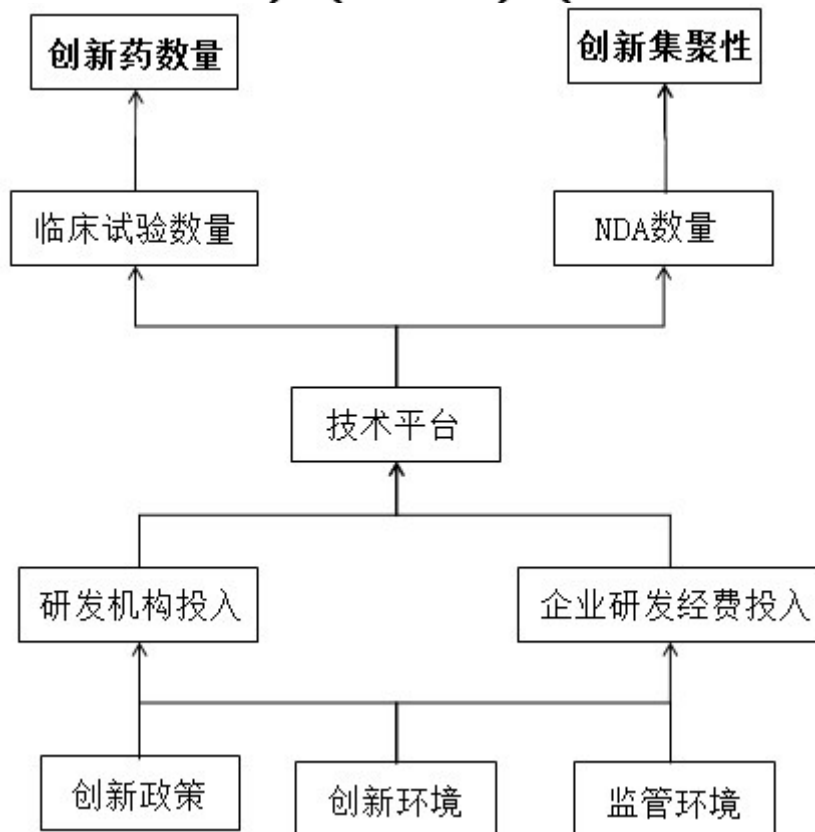 创新药数量
创新集聚性
临床试验数量
NDA数量
技术平台
研发机构投入
企业研发经费投入
创新政策
创新环境
监管环境